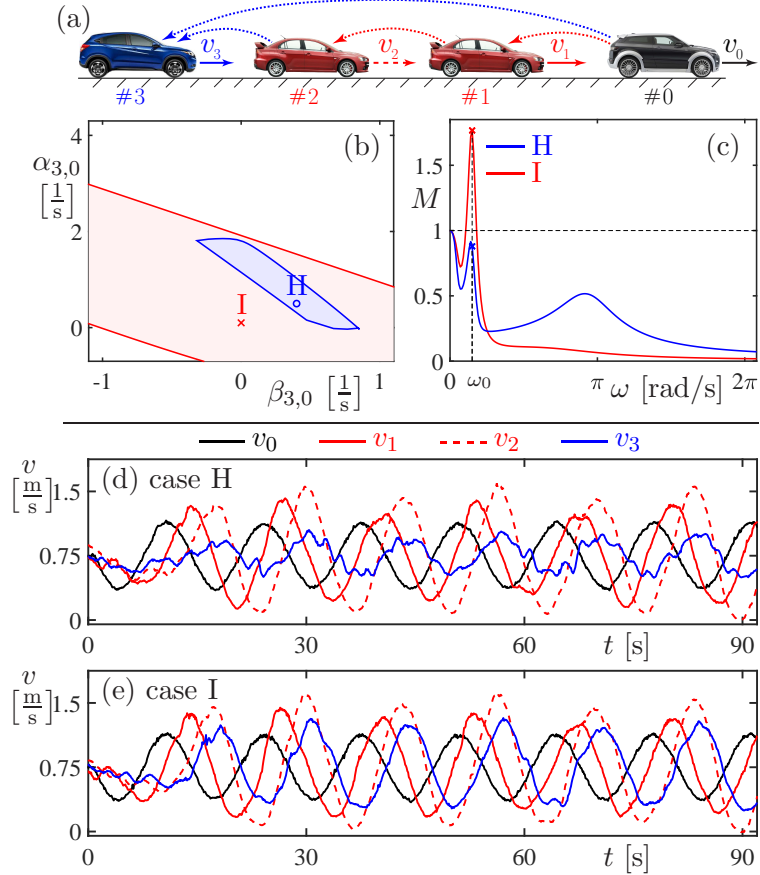 (a)
v₃ v₂ v₁ v₀
#3 #2 #1 #0
(b)
α₃,₀ [1/s]
4
2
0
H
I
-1 0 1
β₃,₀ [1/s]
(c)
H
I
M
1.5
1
0.5
0
0 ω₀ π ω [rad/s] 2π
v₀ v₁ v₂ v₃
(d) case H
v [m/s]
1.5
0.75
0
0 30 60 t [s] 90
(e) case I
v [m/s]
1.5
0.75
0
0 30 60 t [s] 90